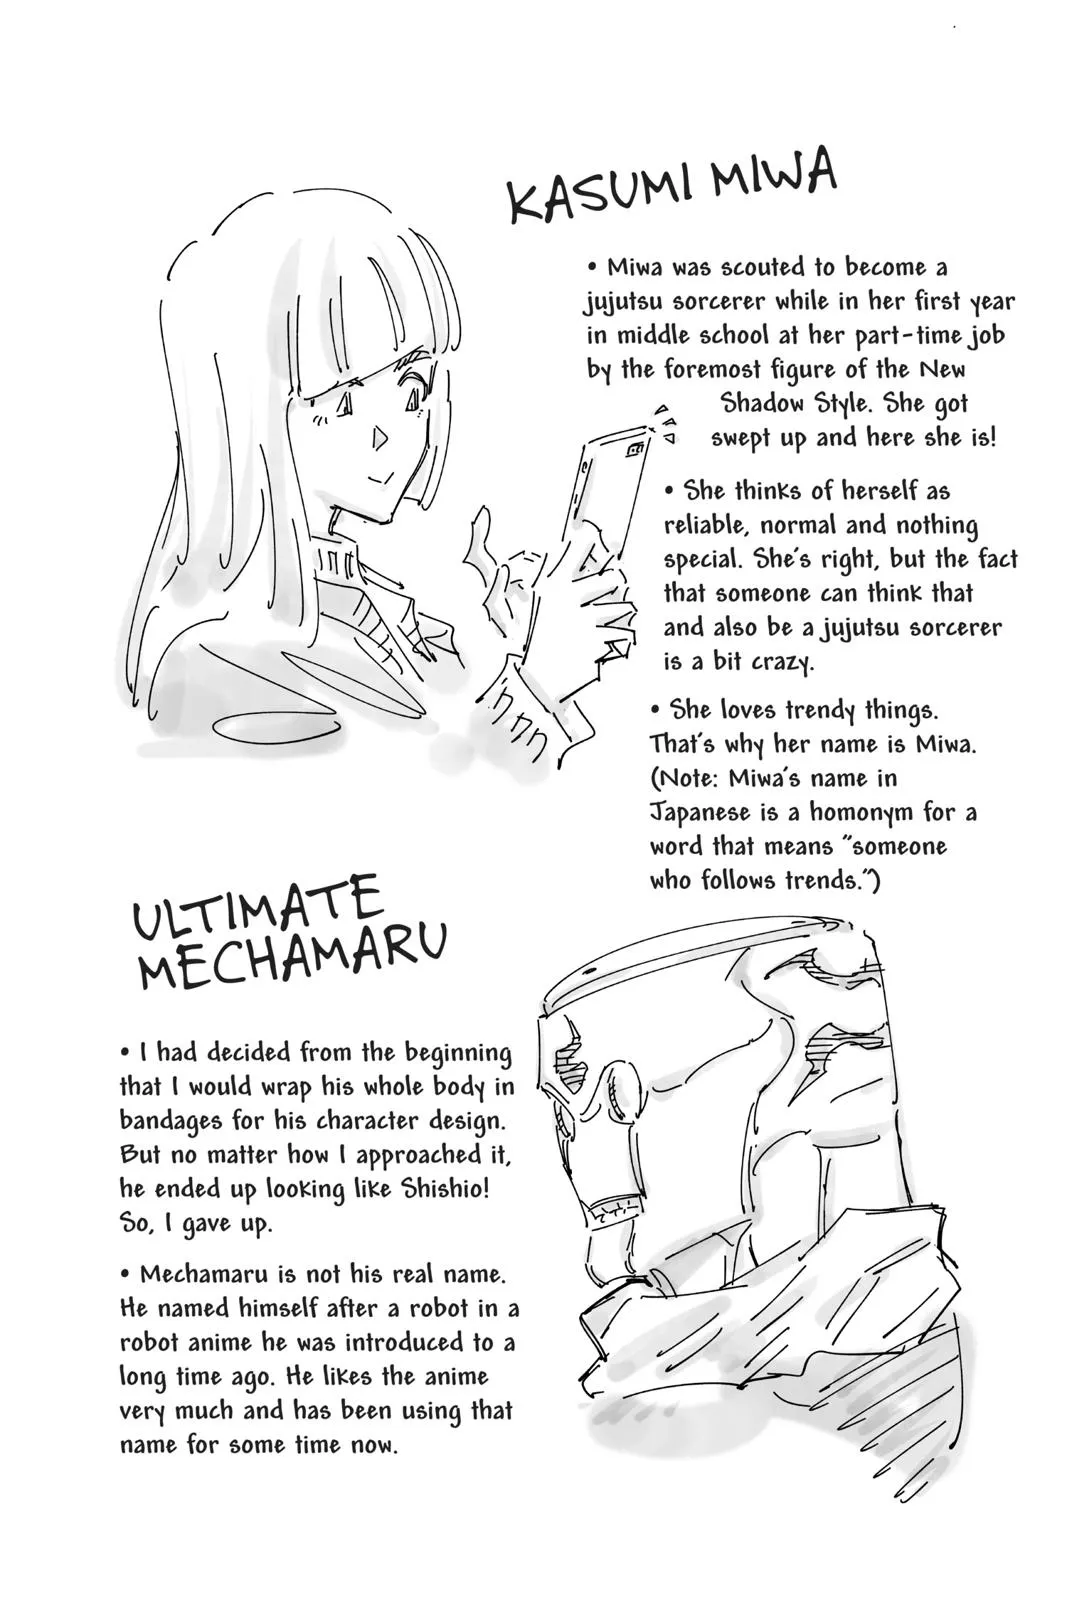 KASUMI MIWA
• Miwa was scouted to become a
jujutsu sorcerer while in her first year
in middle school at her part-time job
by the foremost figure of the New
Shadow Style. She got
swept up and here she is!
• She thinks of herself as
reliable, normal and nothing
special. She's right, but the fact
that someone can think that
and also be a jujutsu sorcerer
is a bit crazy.
• She loves trendy things.
That's why her name is Miwa.
(Note: Miwa's name in
Japanese is a homonym for a
word that means "someone
who follows trends.")
ULTIMATE
MECHAMARU
• I had decided from the beginning
that I would wrap his whole body in
bandages for his character design.
But no matter how I approached it,
he ended up looking like Shishio!
So, I gave up.
• Mechamaru is not his real name.
He named himself after a robot in a
robot anime he was introduced to a
long time ago. He likes the anime
very much and has been using that
name for some time now.